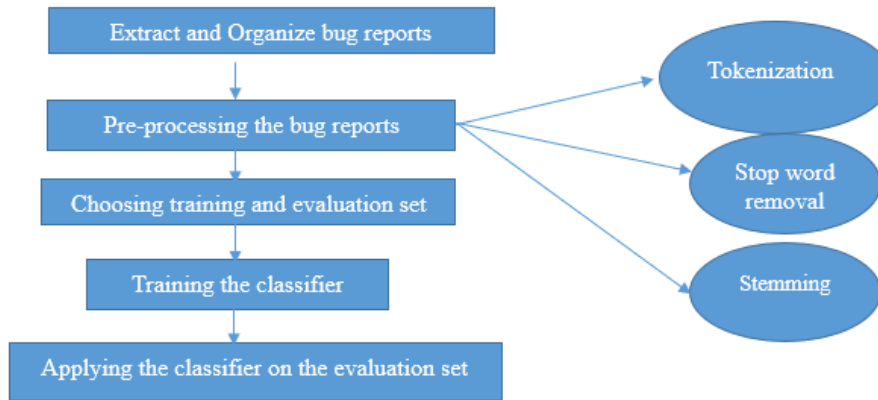 Extract and Organize bug reports
Pre-processing the bug reports
Choosing training and evaluation set
Training the classifier
Applying the classifier on the evaluation set
Tokenization
Stop word
removal
Stemming